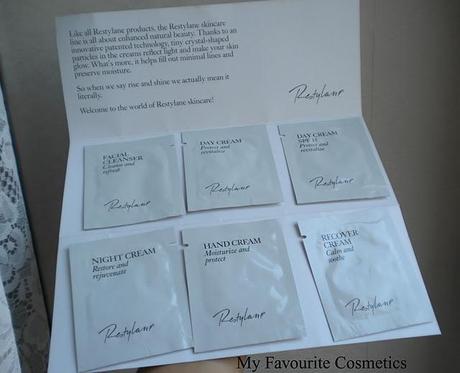 Like all Restylane products, the Restylane skincare
line is all about enhanced natural beauty. Thanks to an
innovative patented technology, tiny crystal-shaped
particles in the creams reflect light and make your skin
glow. What's more, it helps fill out minimal lines and
preserve moisture.
So when we say rise and shine we actually mean it
literally.
Welcome to the world of Restylane skincare!
Restylane
FACIAL
CLEANSER
Cleanse and
refresh
Restylane
DAY CREAM
Protect and
revitalise
Restylane
DAY CREAM
SPF 15
Protect and
revitalise
Restylane
NIGHT CREAM
Restore and
rejuvenate
Restylane
HAND CREAM
Moisturize and
protect
Restylane
RECOVER
CREAM
Calm and
soothe
Restylane
My Favourite Cosmetics